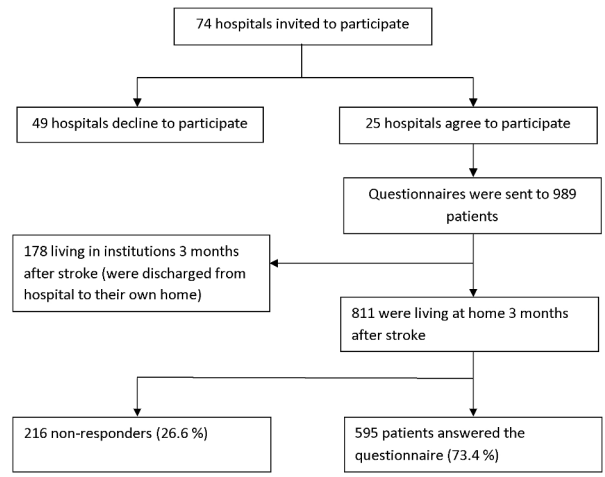 74 hospitals invited to participate
49 hospitals decline to participate
25 hospitals agree to participate
Questionnaires were sent to 989
patients
178 living in institutions 3 months
after stroke (were discharged from
hospital to their own home)
811 were living at home 3 months
after stroke
216 non-responders (26.6 %)
595 patients answered the
questionnaire (73.4 %)